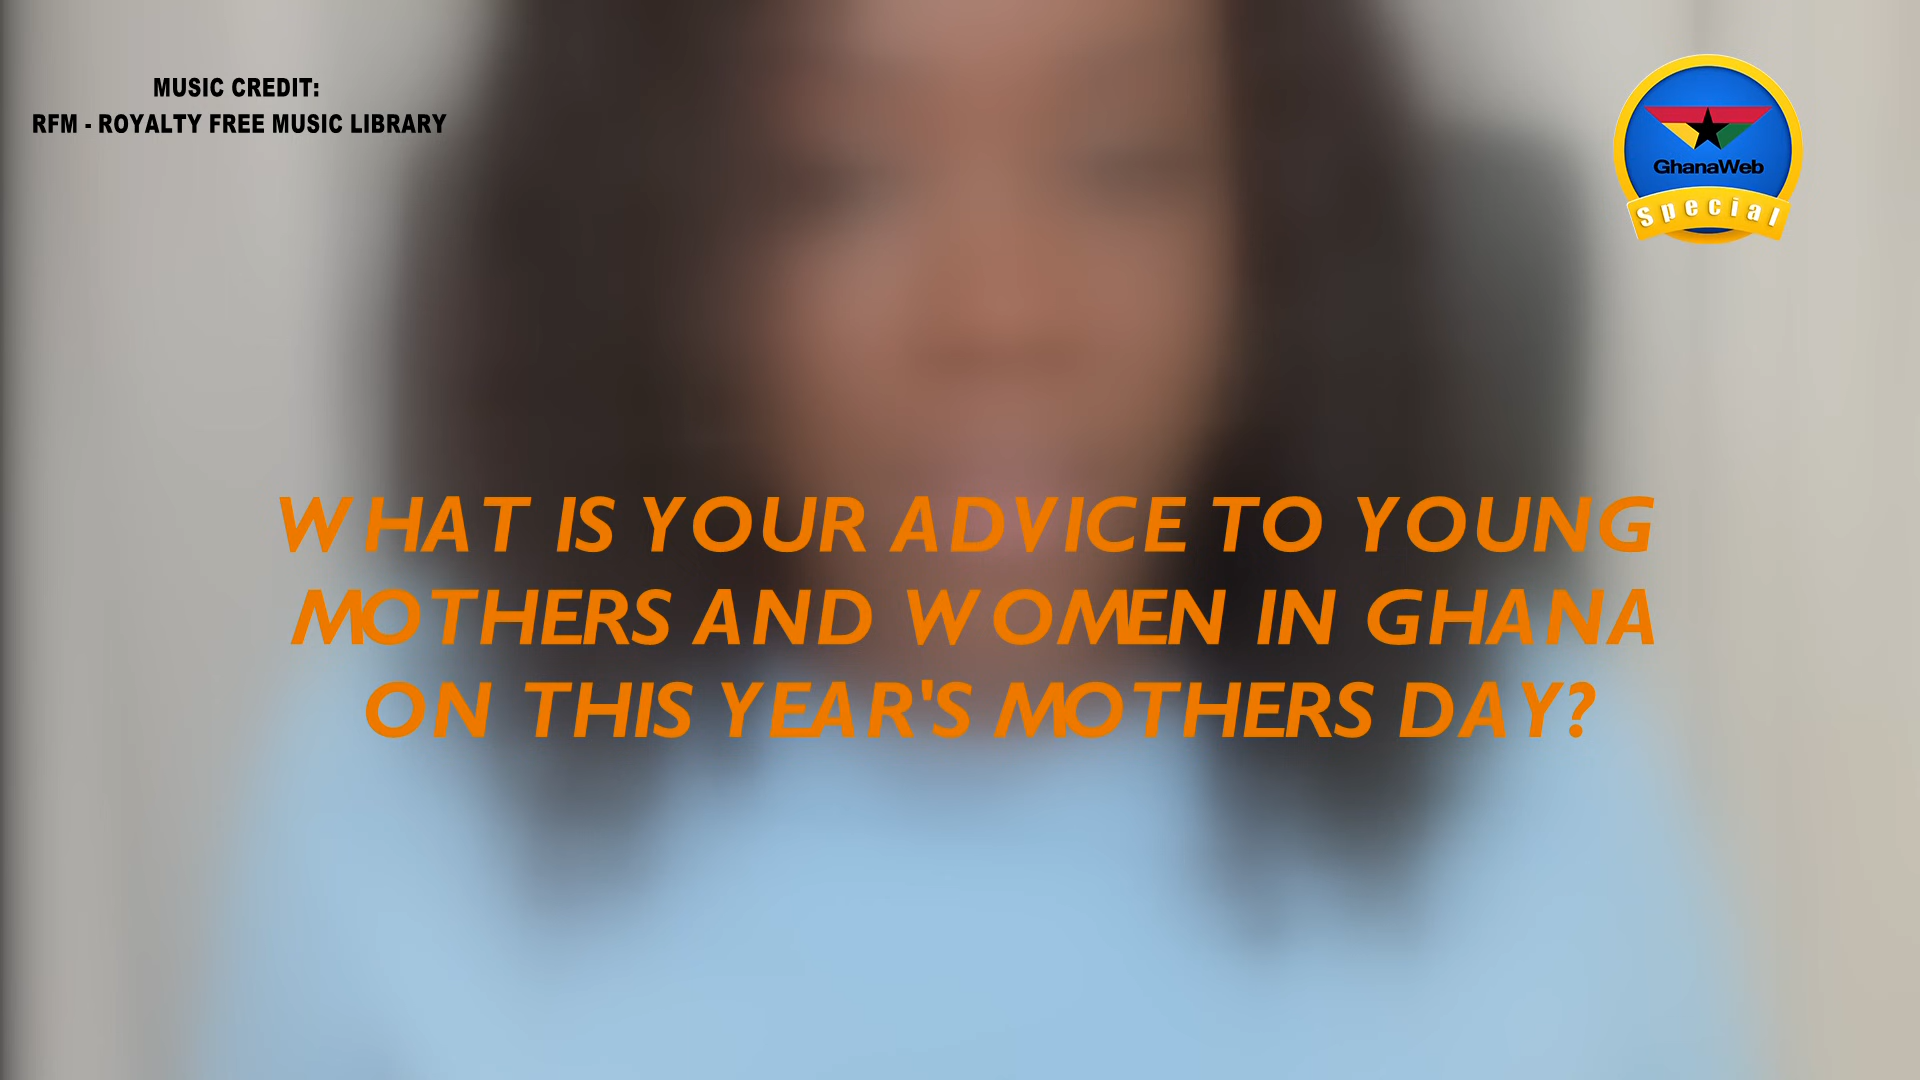 MUSIC CREDIT:
RFM - ROYALTY FREE MUSIC LIBRARY
GhanaWeb
Special
WHAT IS YOUR ADVICE TO YOUNG
MOTHERS AND WOMEN IN GHANA
ON THIS YEAR'S MOTHERS DAY?